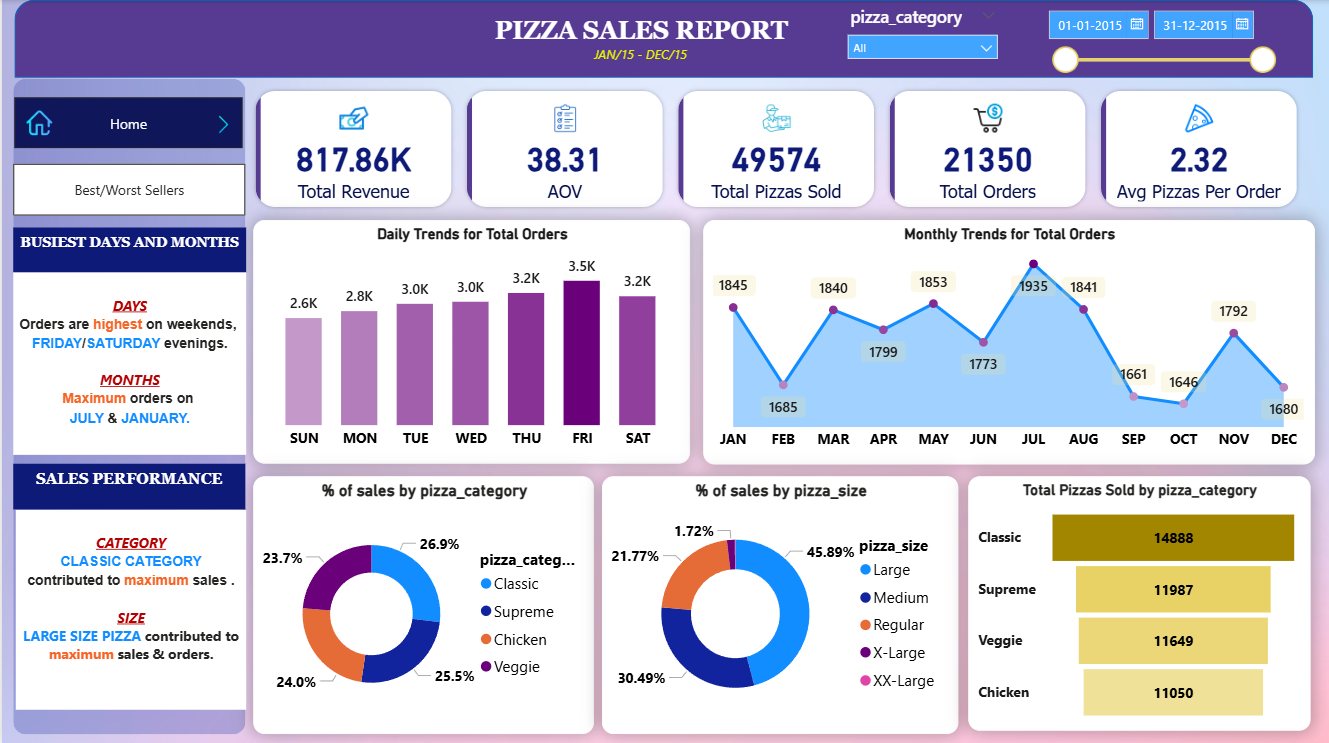 PIZZA SALES REPORT
JAN/15 - DEC/15
pizza_category
All
01-01-2015
31-12-2015
Home
Best/Worst Sellers
BUSIEST DAYS AND MONTHS
DAYS
Orders are highest on weekends,
FRIDAY/SATURDAY evenings.
MONTHS
Maximum orders on
JULY & JANUARY.
SALES PERFORMANCE
CATEGORY
CLASSIC CATEGORY
contributed to maximum sales .
SIZE
LARGE SIZE PIZZA contributed to
maximum sales & orders.
817.86K
Total Revenue
38.31
AOV
49574
Total Pizzas Sold
21350
Total Orders
2.32
Avg Pizzas Per Order
Daily Trends for Total Orders
2.6K
2.8K
3.0K
3.0K
3.2K
3.5K
3.2K
SUN MON TUE WED THU FRI SAT
Monthly Trends for Total Orders
1845
1685
1840
1799
1853
1773
1935
1841
1661
1646
1792
1680
JAN FEB MAR APR MAY JUN JUL AUG SEP OCT NOV DEC
% of sales by pizza_category
26.9%
25.5%
24.0%
23.7%
pizza_categ...
Classic
Supreme
Chicken
Veggie
% of sales by pizza_size
1.72%
45.89%
30.49%
21.77%
pizza_size
Large
Medium
Regular
X-Large
XX-Large
Total Pizzas Sold by pizza_category
Classic 14888
Supreme 11987
Veggie 11649
Chicken 11050